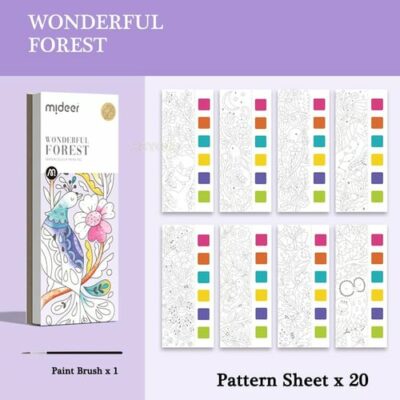 WONDERFUL
FOREST
mideer
WONDERFUL
FOREST
Paint Brush x 1
Pattern Sheet x 20